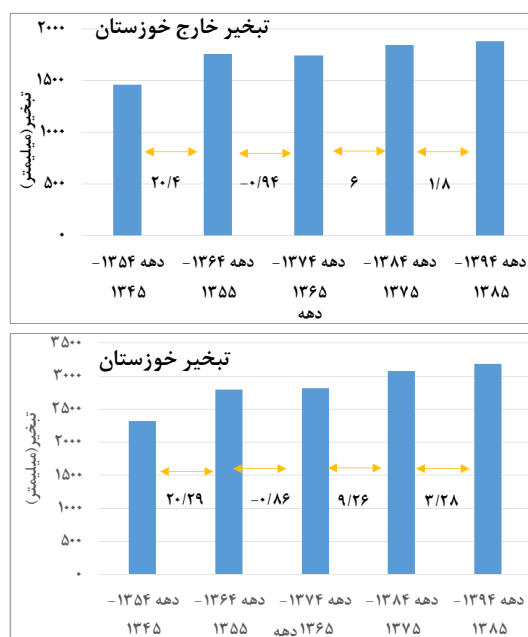 تبخیر خارج خوزستان
تبخیر(میلیمتر)
۲۰۰۰
۱۵۰۰
۱۰۰۰
۵۰۰
۰
۲۰/۴
-۰/۹۴
۶
۱/۸
دهه ۱۳۵۴-
۱۳۴۵
دهه ۱۳۶۴-
۱۳۵۵
دهه ۱۳۷۴-
۱۳۶۵
دهه ۱۳۸۴-
۱۳۷۵
دهه ۱۳۹۴-
۱۳۸۵
دهه
تبخیر خوزستان
تبخیر(میلیمتر)
۳۵۰۰
۳۰۰۰
۲۵۰۰
۲۰۰۰
۱۵۰۰
۱۰۰۰
۵۰۰
۰
۲۰/۲۹
-۰/۸۶
۹/۲۶
۳/۲۸
دهه ۱۳۵۴-
۱۳۴۵
دهه ۱۳۶۴-
۱۳۵۵
دهه ۱۳۷۴-
۱۳۶۵
دهه ۱۳۸۴-
۱۳۷۵
دهه ۱۳۹۴-
۱۳۸۵
دهه